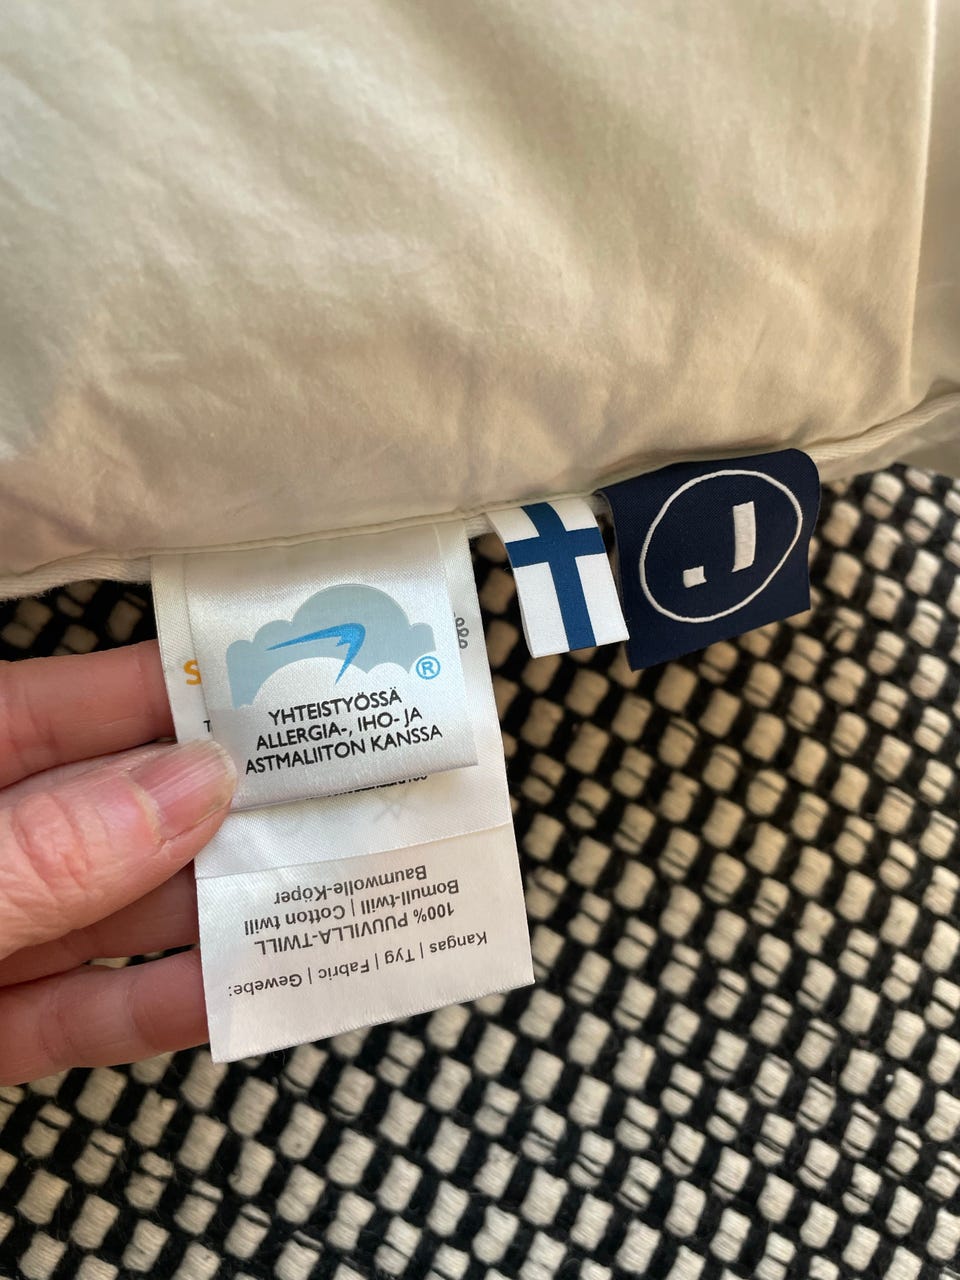 ®
YHTEISTYÖSSÄ
ALLERGIA-, IHO- JA
ASTMALIITON KANSSA
Kangas | Tyg | Fabric | Gewebe:
100% PUUVILLA-TWILL
Bomull-twill | Cotton twill
Baumwolle-Köper